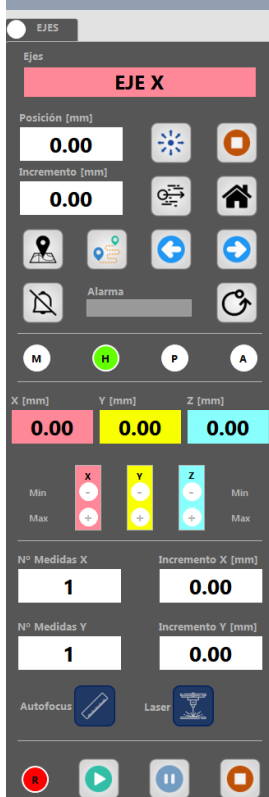 EJES
Ejes
EJE X
Posición [mm]
0.00
Incremento [mm]
0.00
Alarma
M H P A
X [mm] Y [mm] Z [mm]
0.00 0.00 0.00
X Y Z
Min - - - Min
Max + + + Max
Nº Medidas X Incremento X [mm]
1 0.00
Nº Medidas Y Incremento Y [mm]
1 0.00
Autofocus Laser
R